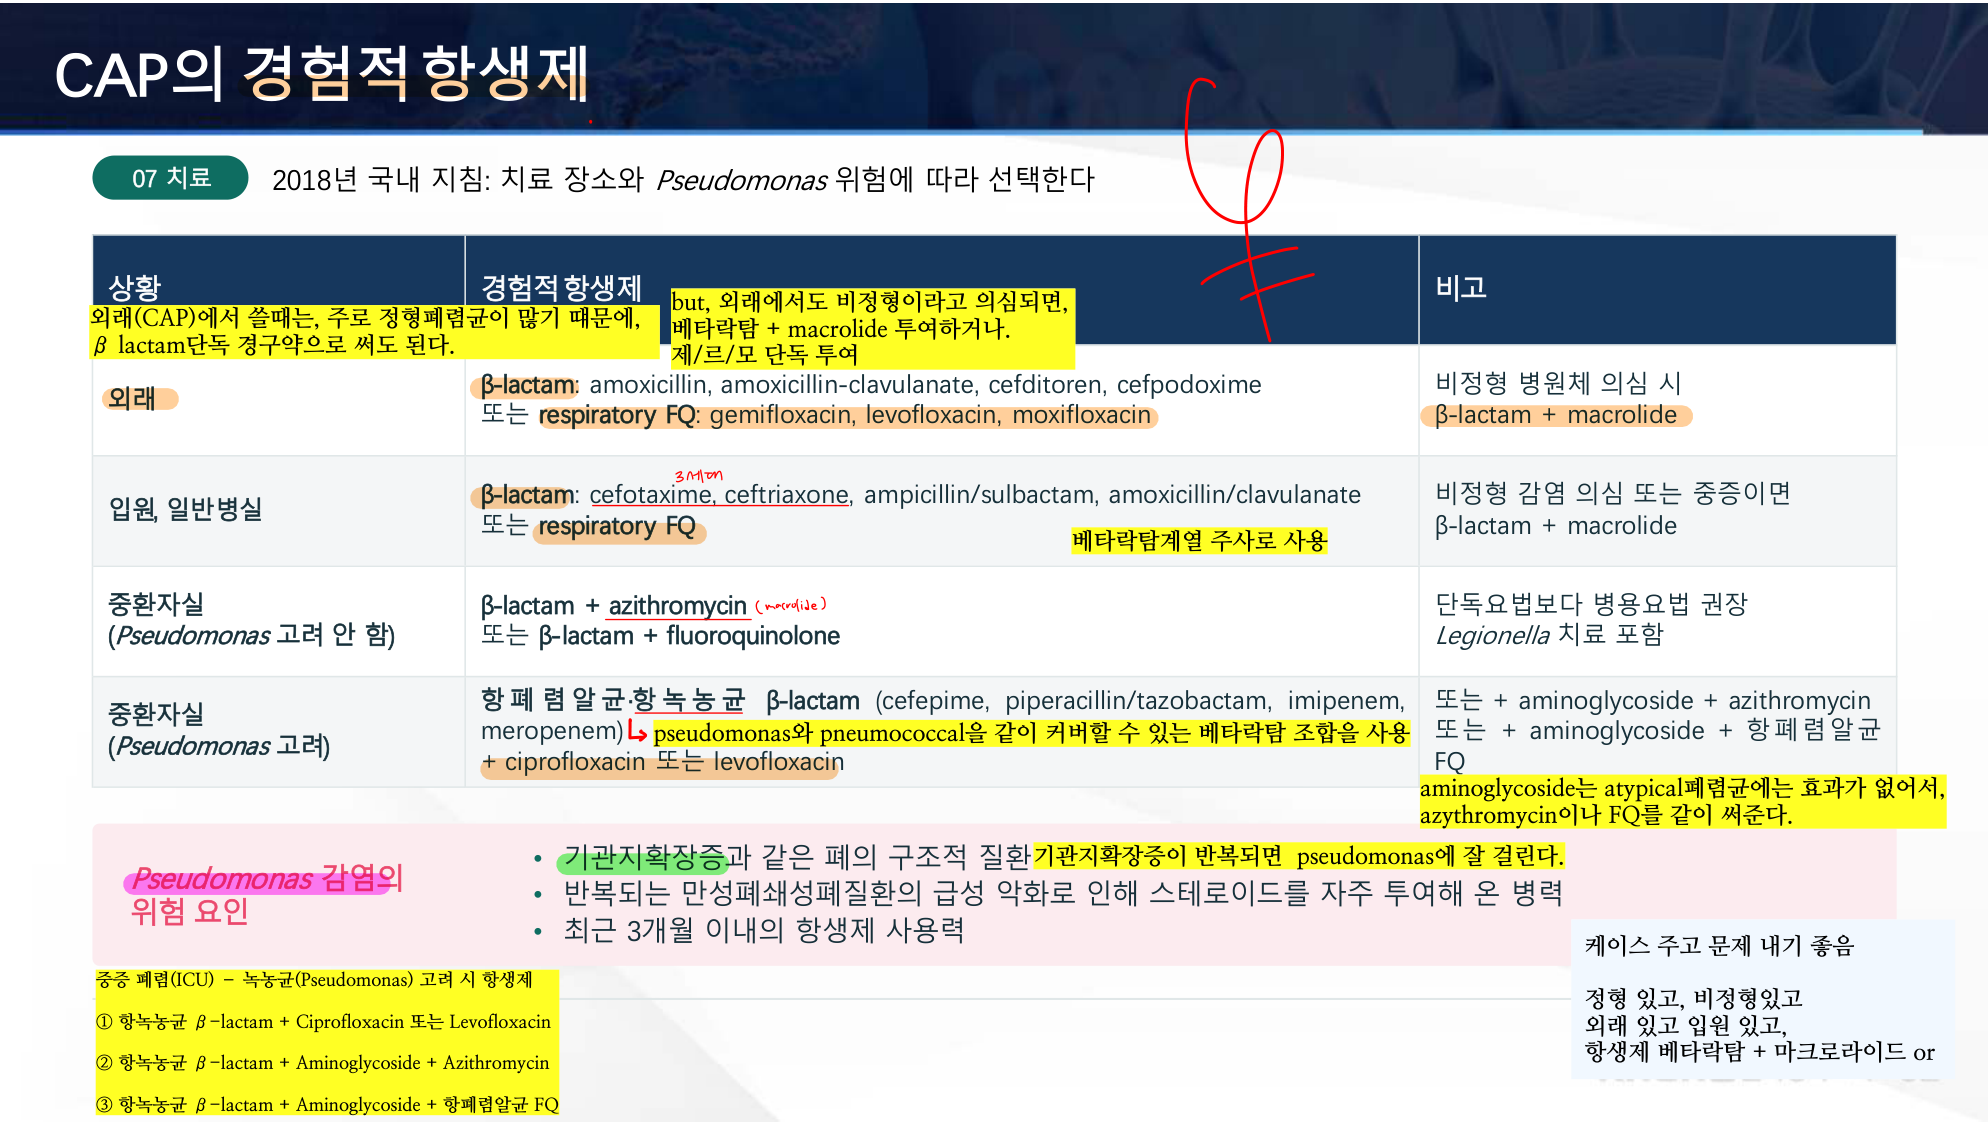 CAP의 경험적 항생제
07 치료
2018년 국내 지침: 치료 장소와 Pseudomonas 위험에 따라 선택한다
상황
경험적 항생제
비고
외래(CAP)에서 쓸때는, 주로 정형폐렴균이 많기 때문에,
β lactam단독 경구약으로 써도 된다.
but, 외래에서도 비정형이라고 의심되면,
베타락탐 + macrolide 투여하거나.
제/르/모 단독 투여
외래
β-lactam: amoxicillin, amoxicillin-clavulanate, cefditoren, cefpodoxime
또는 respiratory FQ: gemifloxacin, levofloxacin, moxifloxacin
비정형 병원체 의심 시
β-lactam + macrolide
입원, 일반병실
3세대
β-lactam: cefotaxime, ceftriaxone, ampicillin/sulbactam, amoxicillin/clavulanate
또는 respiratory FQ
베타락탐계열 주사로 사용
비정형 감염 의심 또는 중증이면
β-lactam + macrolide
중환자실
(Pseudomonas 고려 안 함)
β-lactam + azithromycin (macrolide)
또는 β-lactam + fluoroquinolone
단독요법보다 병용요법 권장
Legionella 치료 포함
중환자실
(Pseudomonas 고려)
항폐렴알균·항녹농균 β-lactam (cefepime, piperacillin/tazobactam, imipenem,
meropenem)
pseudomonas와 pneumococcal을 같이 커버할 수 있는 베타락탐 조합을 사용
+ ciprofloxacin 또는 levofloxacin
또는 + aminoglycoside + azithromycin
또는 + aminoglycoside + 항폐렴알균
FQ
aminoglycoside는 atypical폐렴균에는 효과가 없어서,
azythromycin이나 FQ를 같이 써준다.
Pseudomonas 감염의
위험 요인
• 기관지확장증과 같은 폐의 구조적 질환
기관지확장증이 반복되면 pseudomonas에 잘 걸린다.
• 반복되는 만성폐쇄성폐질환의 급성 악화로 인해 스테로이드를 자주 투여해 온 병력
• 최근 3개월 이내의 항생제 사용력
중증 폐렴(ICU) - 녹농균(Pseudomonas) 고려 시 항생제
① 항녹농균 β-lactam + Ciprofloxacin 또는 Levofloxacin
② 항녹농균 β-lactam + Aminoglycoside + Azithromycin
③ 항녹농균 β-lactam + Aminoglycoside + 항폐렴알균 FQ
케이스 주고 문제 내기 좋음
정형 있고, 비정형있고
외래 있고 입원 있고,
항생제 베타락탐 + 마크로라이드 or